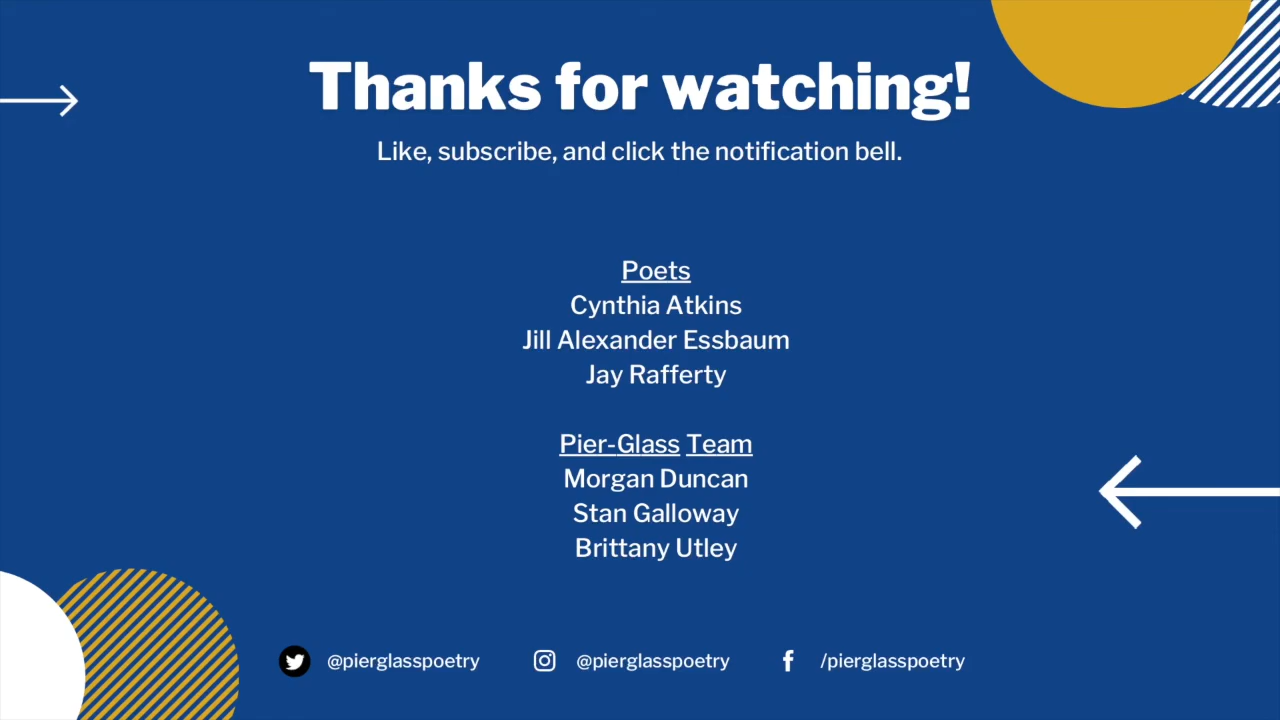 Thanks for watching!
Like, subscribe, and click the notification bell.
Poets
Cynthia Atkins
Jill Alexander Essbaum
Jay Rafferty
Pier-Glass Team
Morgan Duncan
Stan Galloway
Brittany Utley
@pierglasspoetry @pierglasspoetry /pierglasspoetry